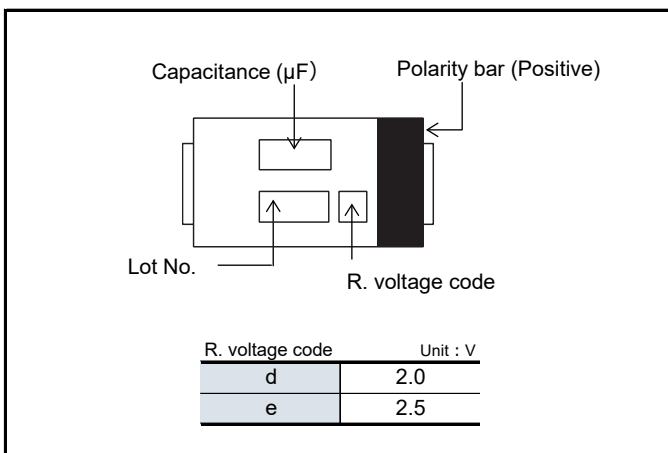 Capacitance (μF)
Polarity bar (Positive)
Lot No.
R. voltage code
R. voltage code Unit : V
d 2.0
e 2.5